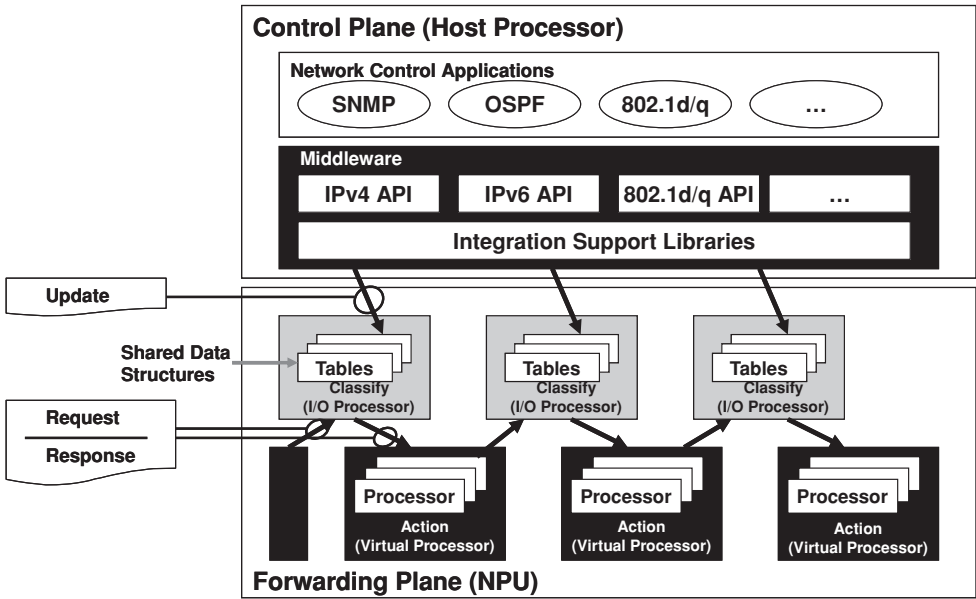 Control Plane (Host Processor)
Network Control Applications
SNMP
OSPF
802.1d/q
...
Middleware
IPv4 API
IPv6 API
802.1d/q API
...
Integration Support Libraries
Update
Shared Data
Structures
Request
Response
Tables
Classify
(I/O Processor)
Tables
Classify
(I/O Processor)
Tables
Classify
(I/O Processor)
Processor
Action
(Virtual Processor)
Processor
Action
(Virtual Processor)
Processor
Action
(Virtual Processor)
Forwarding Plane (NPU)